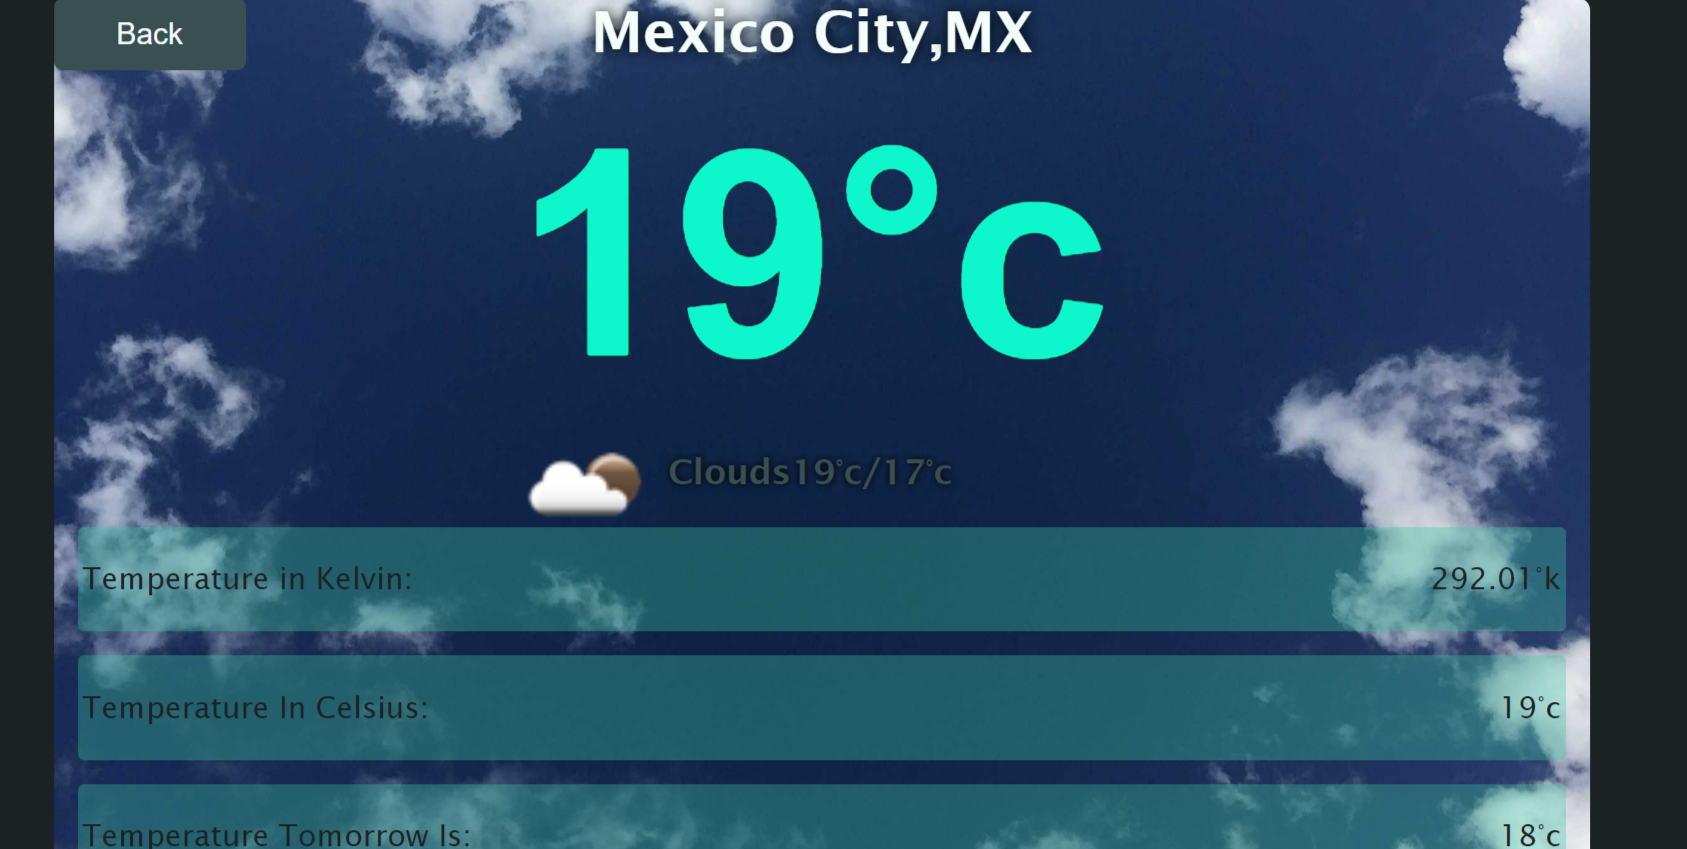 Back
Mexico City,MX
19°c
Clouds19°c/17°c
Temperature in Kelvin: 292.01°k
Temperature In Celsius: 19°c
Temperature Tomorrow Is: 18°c